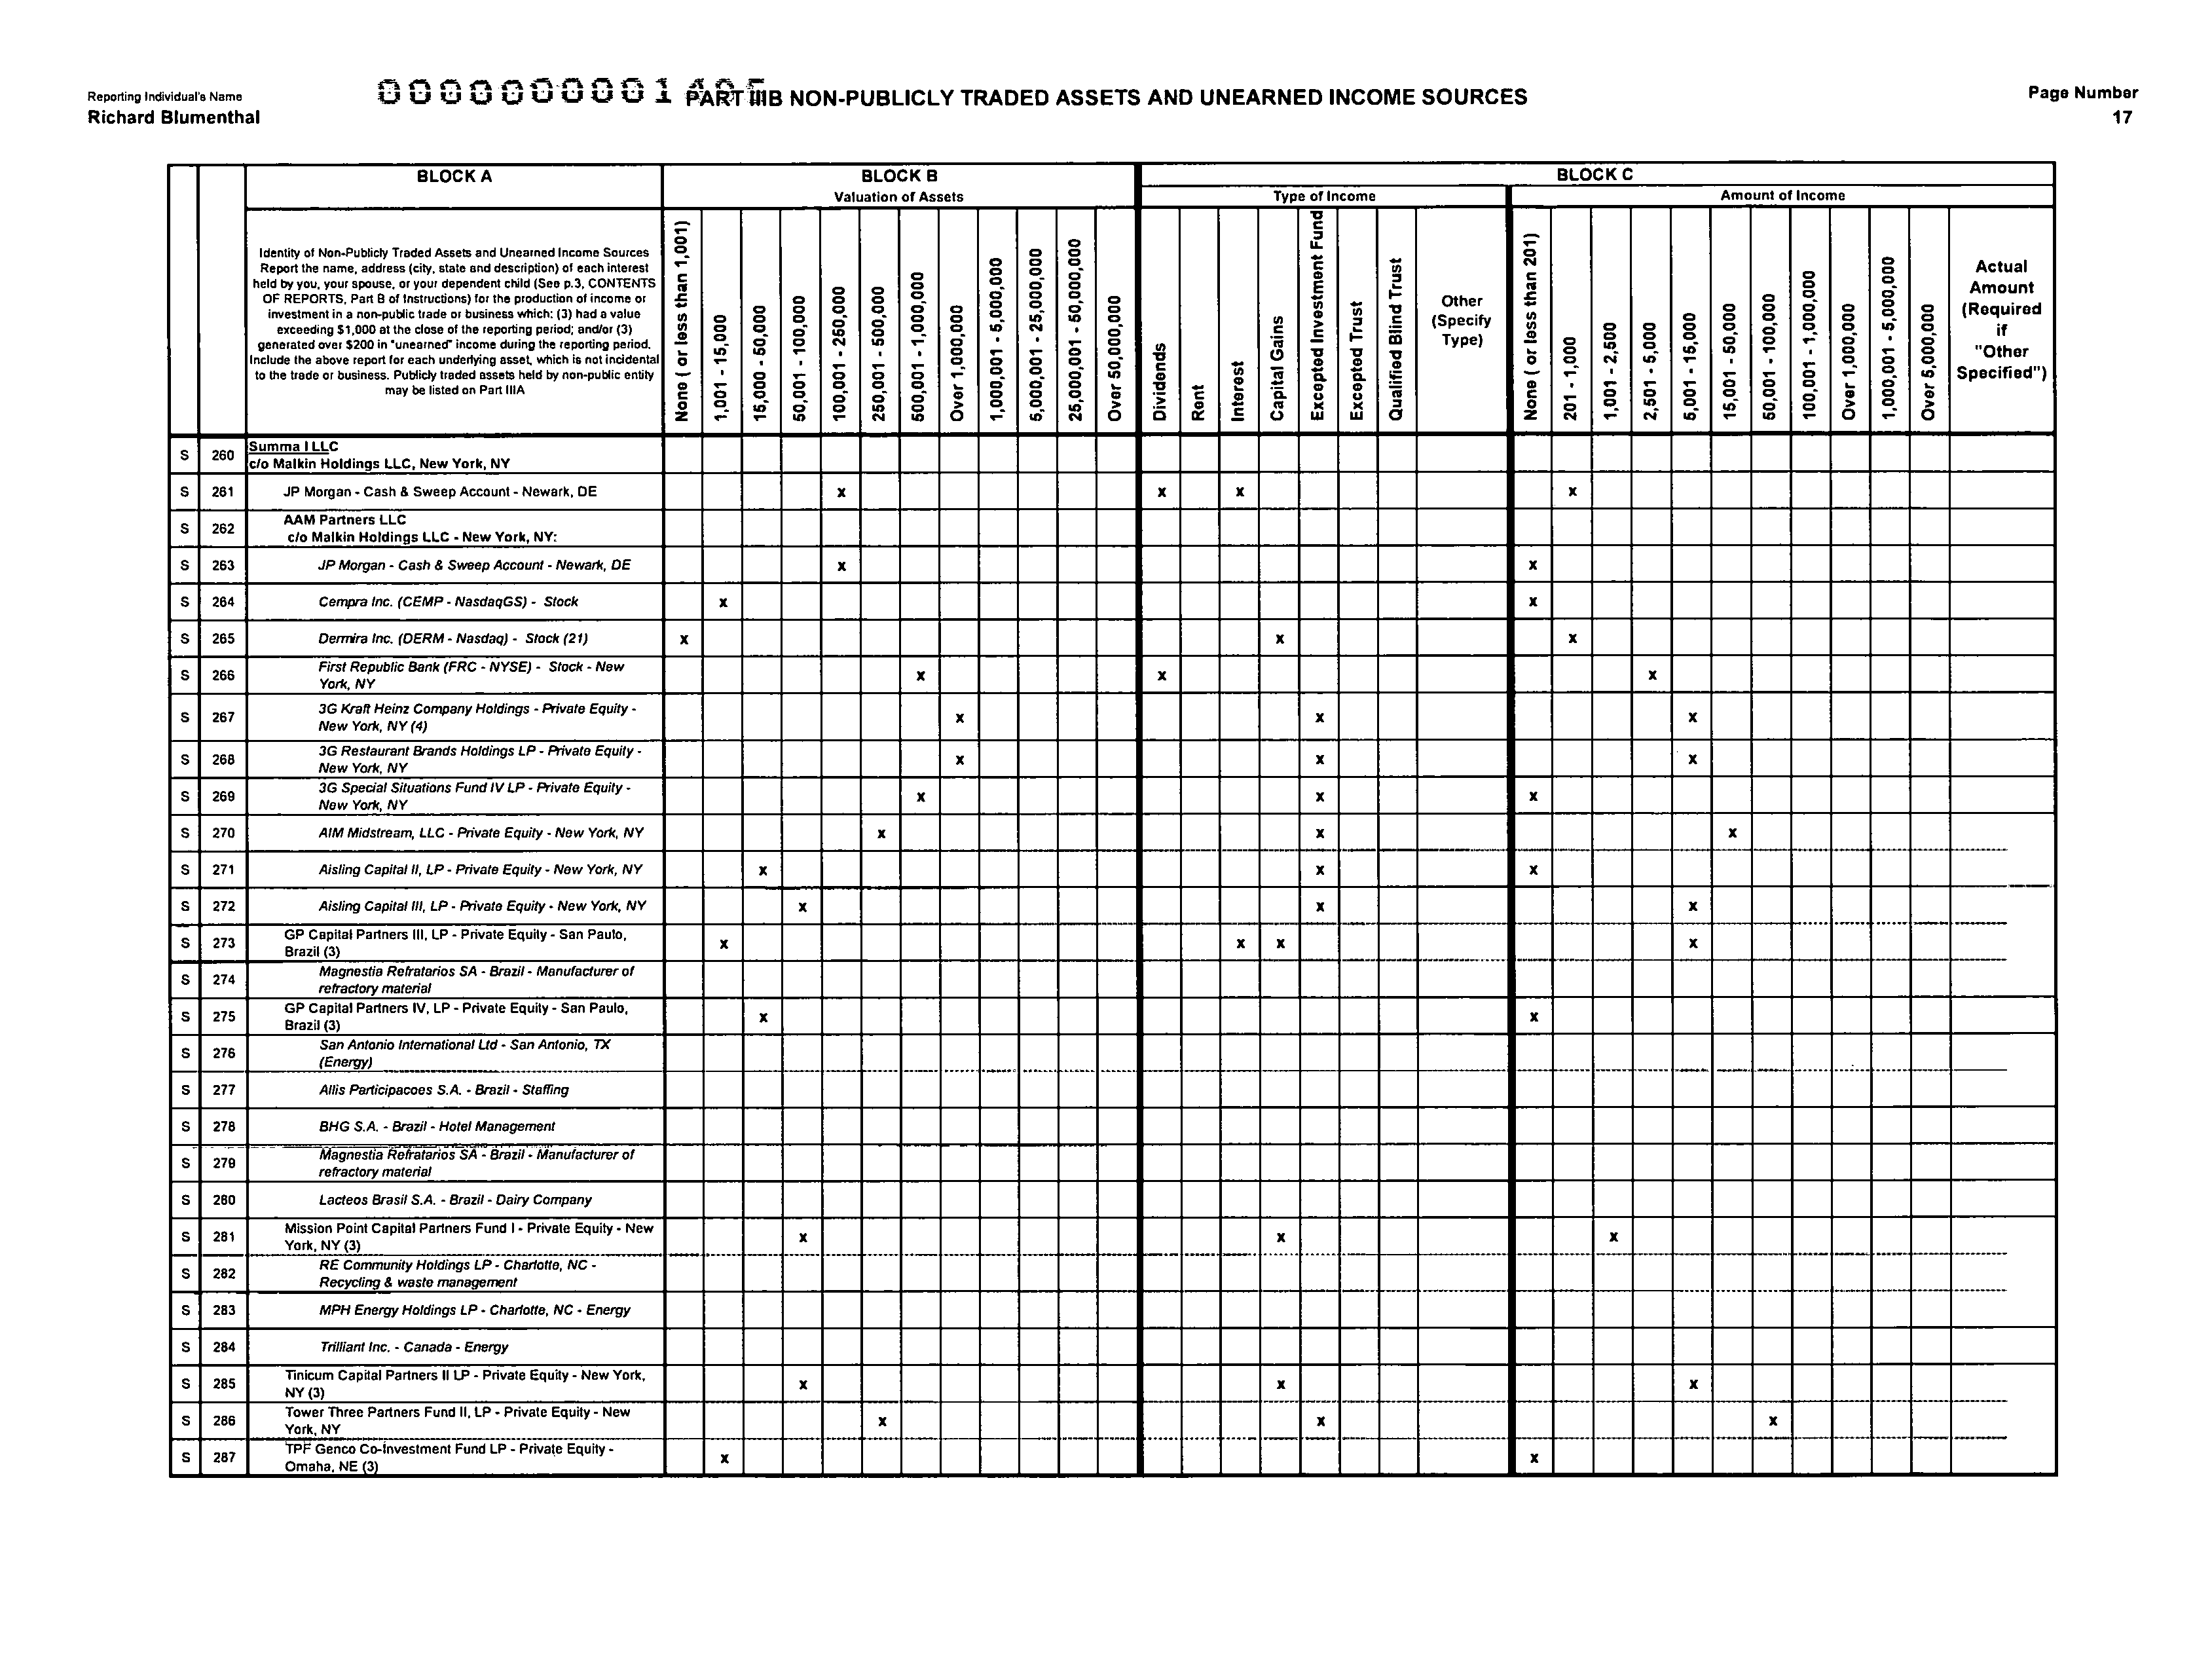 Reporting Individual's Name
Richard Blumenthal
PART IIIB NON-PUBLICLY TRADED ASSETS AND UNEARNED INCOME SOURCES
Page Number
17
BLOCK A
BLOCK B
Valuation of Assets
BLOCK C
Type of Income
Amount of Income
Identity of Non-Publicly Traded Assets and Unearned Income Sources
Report the name, address (city, state and description) of each interest
held by you, your spouse, or your dependent child (See p.3, CONTENTS
OF REPORTS, Part B of Instructions) for the production of income or
investment in a non-public trade or business which: (3) had a value
exceeding $1,000 at the close of the reporting period; and/or (3)
generated over $200 in "unearned" income during the reporting period.
Include the above report for each underlying asset, which is not incidental
to the trade or business. Publicly traded assets held by non-public entity
may be listed on Part IIIA
None ( or less than 1,001)
1,001 - 15,000
15,000 - 50,000
50,001 - 100,000
100,001 - 250,000
250,001 - 500,000
500,001 - 1,000,000
Over 1,000,000
1,000,001 - 5,000,000
5,000,001 - 25,000,000
25,000,001 - 50,000,000
Over 50,000,000
Dividends
Rent
Interest
Capital Gains
Excepted Investment Fund
Excepted Trust
Qualified Blind Trust
Other
(Specify
Type)
None ( or less than 201)
201 - 1,000
1,001 - 2,500
2,501 - 5,000
5,001 - 15,000
15,001 - 50,000
50,001 - 100,000
100,001 - 1,000,000
Over 1,000,000
1,000,001 - 5,000,000
Over 5,000,000
Actual
Amount
(Required
if
"Other
Specified")
S 260 Summa I LLC
c/o Malkin Holdings LLC, New York, NY
S 261 JP Morgan - Cash & Sweep Account - Newark, DE x x x x
S 262 AAM Partners LLC
c/o Malkin Holdings LLC - New York, NY:
S 263 JP Morgan - Cash & Sweep Account - Newark, DE x x
S 264 Cempra Inc. (CEMP - NasdaqGS) - Stock x x
S 265 Dermira Inc. (DERM - Nasdaq) - Stock (21) x x x
S 266 First Republic Bank (FRC - NYSE) - Stock - New
York, NY x x x
S 267 3G Kraft Heinz Company Holdings - Private Equity -
New York, NY (4) x x x
S 268 3G Restaurant Brands Holdings LP - Private Equity -
New York, NY x x x
S 269 3G Special Situations Fund IV LP - Private Equity -
New York, NY x x x
S 270 AIM Midstream, LLC - Private Equity - New York, NY x x x
S 271 Aisling Capital II, LP - Private Equity - New York, NY x x x
S 272 Aisling Capital III, LP - Private Equity - New York, NY x x x
S 273 GP Capital Partners III, LP - Private Equity - San Paulo,
Brazil (3) x x x x
S 274 Magnestia Refratarios SA - Brazil - Manufacturer of
refractory material
S 275 GP Capital Partners IV, LP - Private Equity - San Paulo,
Brazil (3) x x
S 276 San Antonio International Ltd - San Antonio, TX
(Energy)
S 277 Allis Participacoes S.A. - Brazil - Staffing
S 278 BHG S.A. - Brazil - Hotel Management
S 279 Magnestia Refratarios SA - Brazil - Manufacturer of
refractory material
S 280 Lacteos Brasil S.A. - Brazil - Dairy Company
S 281 Mission Point Capital Partners Fund I - Private Equity - New
York, NY (3) x x x
S 282 RE Community Holdings LP - Charlotte, NC -
Recycling & waste management
S 283 MPH Energy Holdings LP - Charlotte, NC - Energy
S 284 Trilliant Inc. - Canada - Energy
S 285 Tinicum Capital Partners II LP - Private Equity - New York,
NY (3) x x x
S 286 Tower Three Partners Fund II, LP - Private Equity - New
York, NY x x x
S 287 TPF Genco Co-Investment Fund LP - Private Equity -
Omaha, NE (3) x x